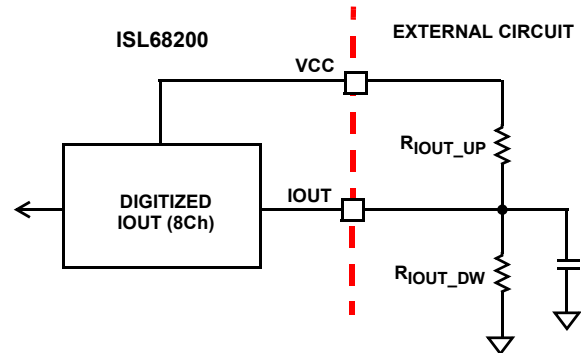 ISL68200
EXTERNAL CIRCUIT
VCC
RIOUT_UP
DIGITIZED
IOUT (8Ch)
IOUT
RIOUT_DW